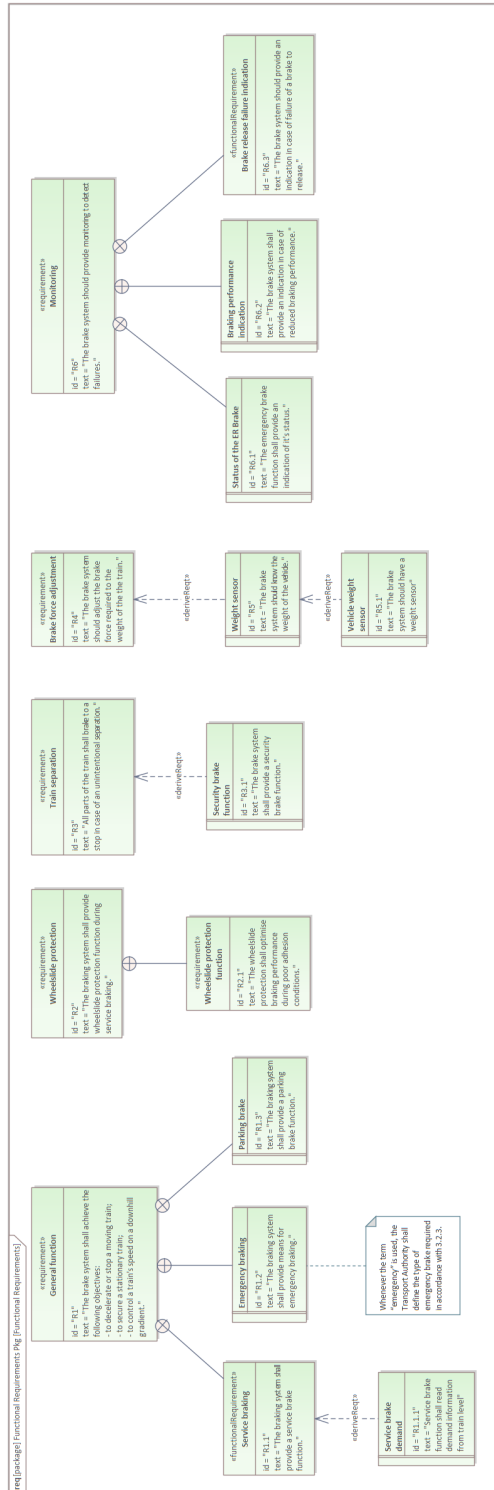 req [package] Functional Requirements Pkg [Functional Requirements]
«requirement»
General function
id = "R1"
text = "The brake system shall achieve the
following objectives:
- to decelerate or stop a moving train;
- to secure a stationary train;
- to control a train's speed on a downhill
gradient."
«functionalRequirement»
Service braking
id = "R1.1"
text = "The braking system shall
provide a service brake
function."
«deriveReqt»
Service brake
demand
id = "R1.1.1"
text = "Service brake
function shall read
demand information
from train level"
Emergency braking
id = "R1.2"
text = "The braking system
shall provide means for
emergency braking."
Parking brake
id = "R1.3"
text = "The braking system
shall provide a parking
brake function."
Whenever the term
"emergency" is used, the
Transport Authority shall
define the type of
emergency brake required
in accordance with 3.2.3.
«requirement»
Wheelslide protection
id = "R2"
text = "The braking system shall provide
wheelslide protection function during
service braking."
«requirement»
Wheelslide protection
function
id = "R2.1"
text = "The wheelslide
protection shall optimise
braking performance
during poor adhesion
conditions."
«requirement»
Train separation
id = "R3"
text = "All parts of the train shall brake to a
stop in case of an unintentional separation."
«deriveReqt»
Security brake
function
id = "R3.1"
text = "The brake system
shall provide a security
brake function."
«requirement»
Brake force adjustment
id = "R4"
text = "The brake system
should adjust the brake
force required to the
weight of the the train."
«deriveReqt»
Weight sensor
id = "R5"
text = "The brake
system should know the
weight of the vehilde."
«deriveReqt»
Vehicle weight
sensor
id = "R5.1"
text = "The brake
system should have a
weight sensor"
«requirement»
Monitoring
id = "R6"
text = "The brake system should provide monitoring to detect
failures."
Status of the ER Brake
id = "R6.1"
text = "The emergency brake
function shall provide an
indication of it's status."
Braking performance
indication
id = "R6.2"
text = "The brake system shall
provide an indication in case of
reduced braking performance."
«functionalRequirement»
Brake release failure indication
id = "R6.3"
text = "The brake system should provide an
indication in case of failure of a brake to
release."